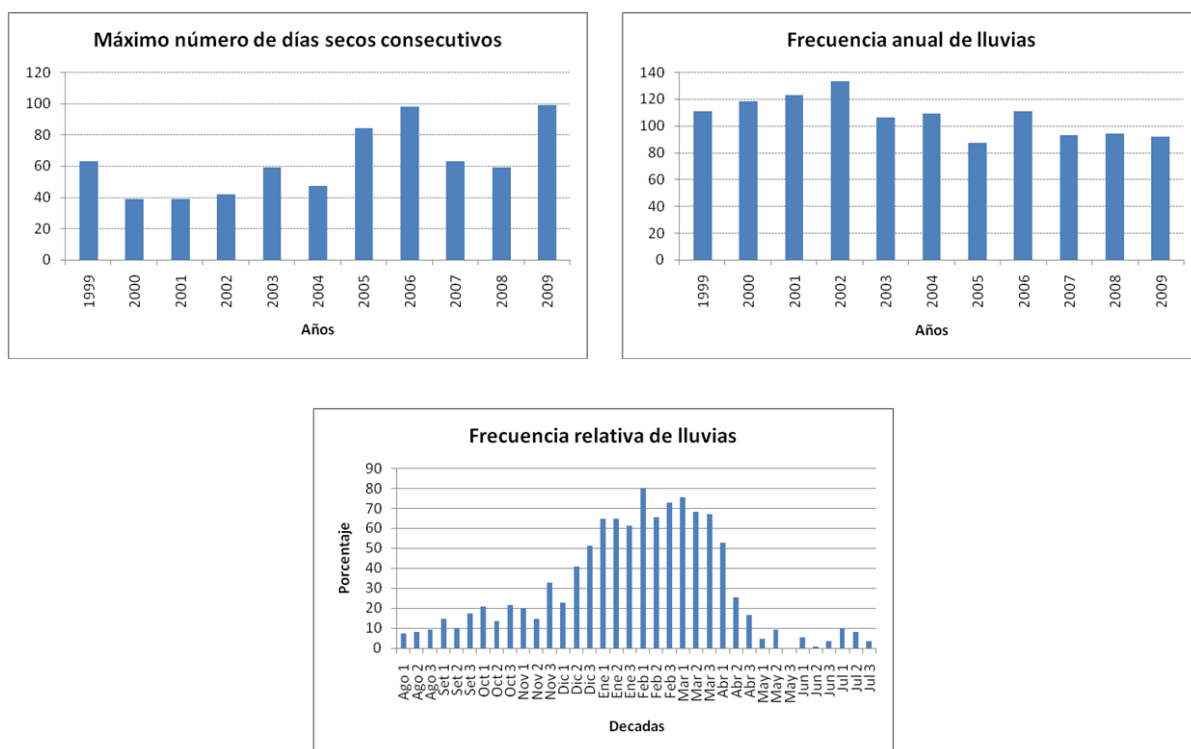 Máximo número de días secos consecutivos
120
100
80
60
40
20
0
1999
2000
2001
2002
2003
2004
2005
2006
2007
2008
2009
Años
Frecuencia anual de lluvias
140
120
100
80
60
40
20
0
1999
2000
2001
2002
2003
2004
2005
2006
2007
2008
2009
Años
Frecuencia relativa de lluvias
Porcentaje
90
80
70
60
50
40
30
20
10
0
Ago 1
Ago 2
Ago 3
Set 1
Set 2
Set 3
Oct 1
Oct 2
Oct 3
Nov 1
Nov 2
Nov 3
Dic 1
Dic 2
Dic 3
Ene 1
Ene 2
Ene 3
Feb 1
Feb 2
Feb 3
Mar 1
Mar 2
Mar 3
Abr 1
Abr 2
Abr 3
May 1
May 2
May 3
Jun 1
Jun 2
Jun 3
Jul 1
Jul 2
Jul 3
Decadas